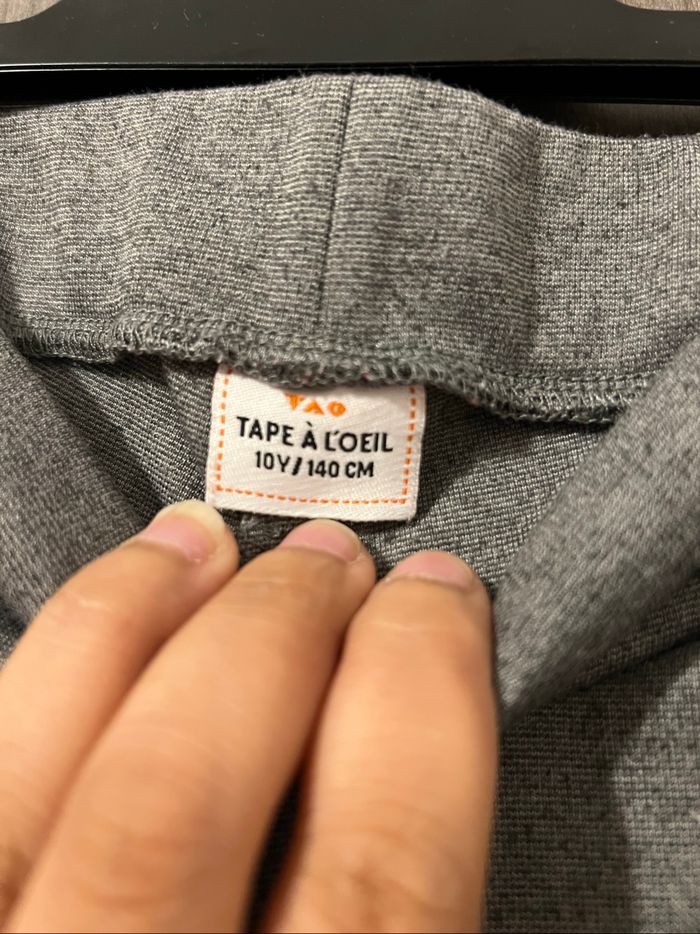 TAO
TAPE À L'OEIL
10Y/140 CM